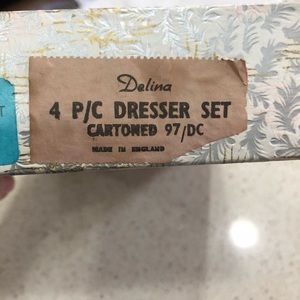 Delina
4 P/C DRESSER SET
CARTONED 97/DC
MADE IN ENGLAND